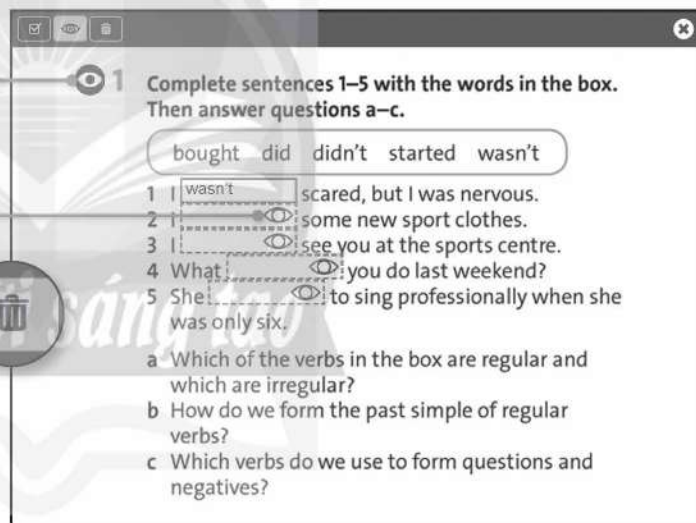 1 Complete sentences 1–5 with the words in the box.
Then answer questions a–c.
bought did didn't started wasn't
1 I wasn't scared, but I was nervous.
2 I some new sport clothes.
3 I see you at the sports centre.
4 What you do last weekend?
5 She to sing professionally when she
was only six.
a Which of the verbs in the box are regular and
which are irregular?
b How do we form the past simple of regular
verbs?
c Which verbs do we use to form questions and
negatives?
sáng tạo